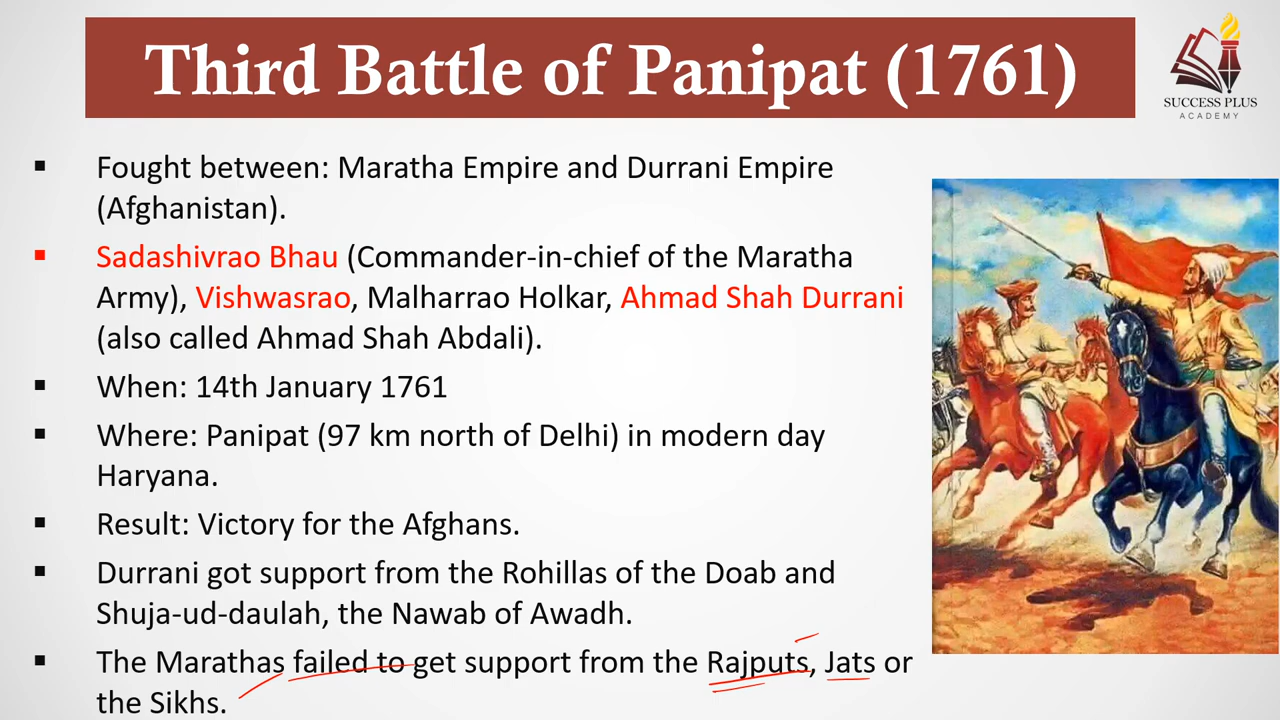 Third Battle of Panipat (1761)
SUCCESS PLUS
ACADEMY
▪ Fought between: Maratha Empire and Durrani Empire
(Afghanistan).
▪ Sadashivrao Bhau (Commander-in-chief of the Maratha
Army), Vishwasrao, Malharrao Holkar, Ahmad Shah Durrani
(also called Ahmad Shah Abdali).
▪ When: 14th January 1761
▪ Where: Panipat (97 km north of Delhi) in modern day
Haryana.
▪ Result: Victory for the Afghans.
▪ Durrani got support from the Rohillas of the Doab and
Shuja-ud-daulah, the Nawab of Awadh.
▪ The Marathas failed to get support from the Rajputs, Jats or
the Sikhs.